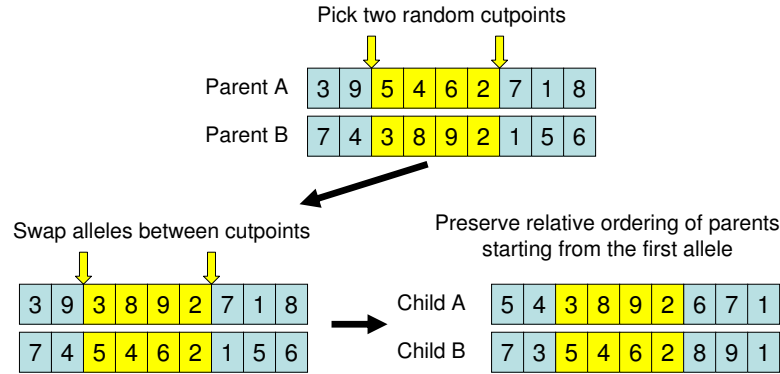 Pick two random cutpoints
Parent A 3 9 5 4 6 2 7 1 8
Parent B 7 4 3 8 9 2 1 5 6
Swap alleles between cutpoints
3 9 3 8 9 2 7 1 8
7 4 5 4 6 2 1 5 6
Preserve relative ordering of parents
starting from the first allele
Child A 5 4 3 8 9 2 6 7 1
Child B 7 3 5 4 6 2 8 9 1